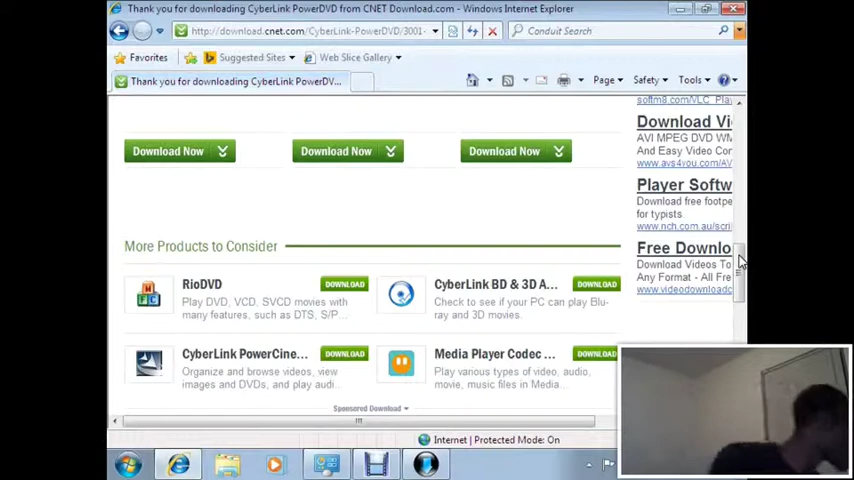 Thank you for downloading CyberLink PowerDVD from CNET Download.com - Windows Internet Explorer
http://download.cnet.com/CyberLink-PowerDVD/3001-
Conduit Search
Favorites
Suggested Sites
Web Slice Gallery
Thank you for downloading CyberLink PowerDV...
Page
Safety
Tools
softm8.com/VLC_Pla
Download Vi
AVI MPEG DVD WM
And Easy Video Con
www.avs4you.com/AV
Download Now
Download Now
Download Now
Player Softw
Download free footpe
for typists.
www.nch.com.au/scri
More Products to Consider
Free Downlo
Download Videos To
Any Format - All Fre
www.videodownloadc
RioDVD
DOWNLOAD
Play DVD, VCD, SVCD movies with
many features, such as DTS, S/P...
CyberLink BD & 3D A...
DOWNLOAD
Check to see if your PC can play Blu-
ray and 3D movies.
CyberLink PowerCine...
DOWNLOAD
Organize and browse videos, view
images and DVDs, and play audi...
Media Player Codec ...
DOWNLOAD
Play various types of video, audio,
movie, music files in Media...
Sponsored Download
Internet | Protected Mode: On